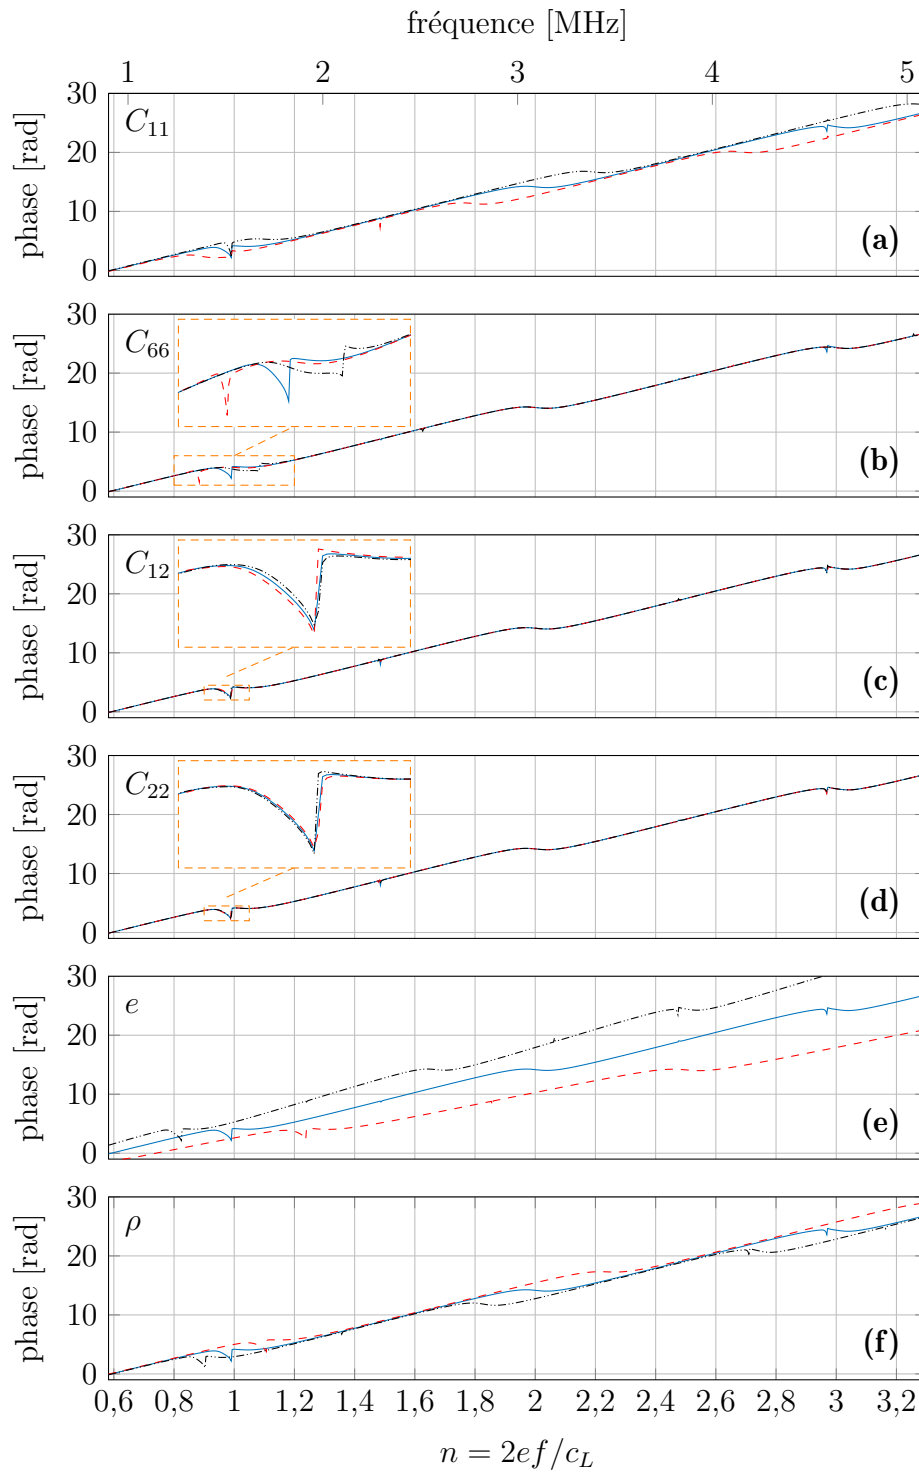 fréquence [MHz]
1 2 3 4 5
30
20
10
0
phase [rad]
C11
(a)
30
20
10
0
phase [rad]
C66
(b)
30
20
10
0
phase [rad]
C12
(c)
30
20
10
0
phase [rad]
C22
(d)
30
20
10
0
phase [rad]
e
(e)
30
20
10
0
phase [rad]
ρ
(f)
0,6 0,8 1 1,2 1,4 1,6 1,8 2 2,2 2,4 2,6 2,8 3 3,2
n = 2ef/cL